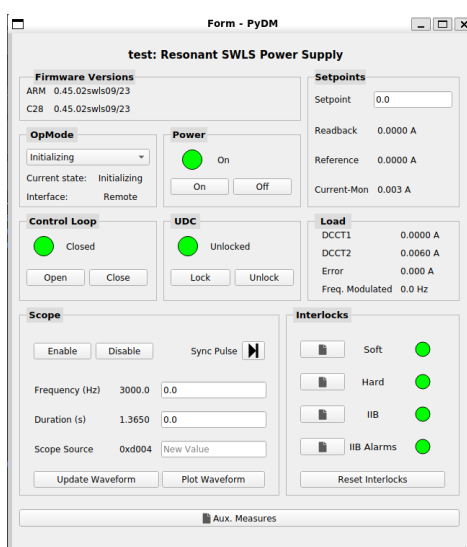 Form - PyDM
test: Resonant SWLS Power Supply
Firmware Versions
ARM 0.45.02swls09/23
C28 0.45.02swls09/23
Setpoints
Setpoint 0.0
Readback 0.0000 A
Reference 0.0000 A
Current-Mon 0.003 A
OpMode
Initializing
Current state: Initializing
Interface: Remote
Power
On
On Off
Control Loop
Closed
Open Close
UDC
Unlocked
Lock Unlock
Load
DCCT1 0.0000 A
DCCT2 0.0060 A
Error 0.000 A
Freq. Modulated 0.0 Hz
Scope
Enable Disable Sync Pulse
Frequency (Hz) 3000.0 0.0
Duration (s) 1.3650 0.0
Scope Source 0xd004 New Value
Update Waveform Plot Waveform
Interlocks
Soft
Hard
IIB
IIB Alarms
Reset Interlocks
Aux. Measures